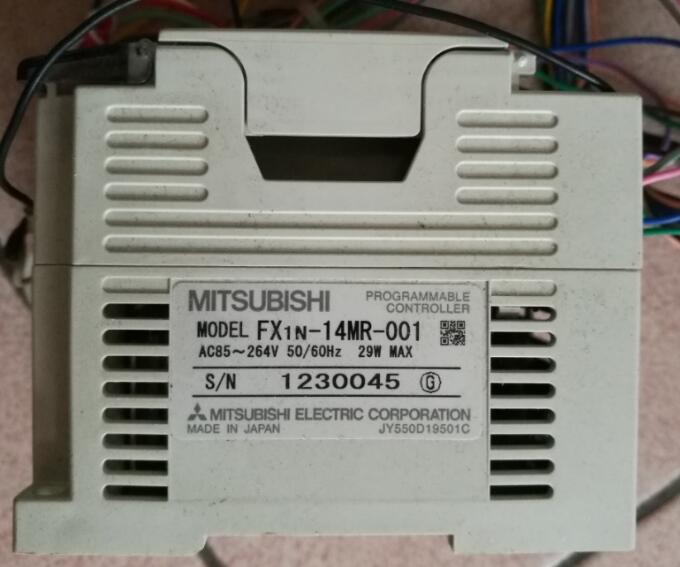 MITSUBISHI PROGRAMMABLE CONTROLLER
MODEL FX1N-14MR-001
AC85~264V 50/60Hz 29W MAX
S/N 1230045 G
MITSUBISHI ELECTRIC CORPORATION
MADE IN JAPAN JY550D19501C